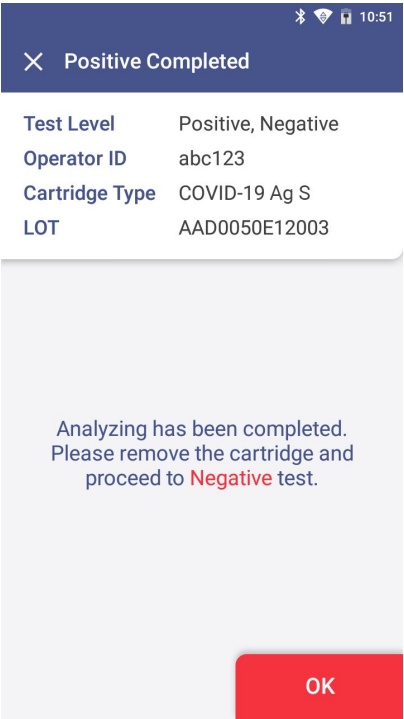 10:51
Positive Completed
Test Level Positive, Negative
Operator ID abc123
Cartridge Type COVID-19 Ag S
LOT AAD0050E12003
Analyzing has been completed.
Please remove the cartridge and
proceed to Negative test.
OK